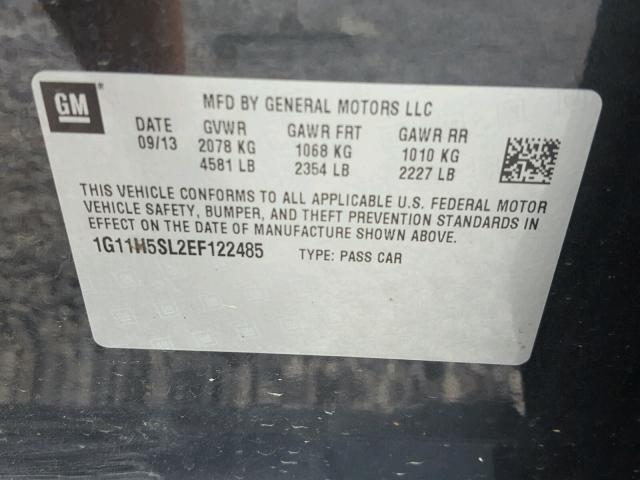 GM
MFD BY GENERAL MOTORS LLC
DATE GVWR GAWR FRT GAWR RR
09/13 2078 KG 1068 KG 1010 KG
4581 LB 2354 LB 2227 LB
THIS VEHICLE CONFORMS TO ALL APPLICABLE U.S. FEDERAL MOTOR
VEHICLE SAFETY, BUMPER, AND THEFT PREVENTION STANDARDS IN
EFFECT ON THE DATE OF MANUFACTURE SHOWN ABOVE.
1G11H5SL2EF122485 TYPE: PASS CAR